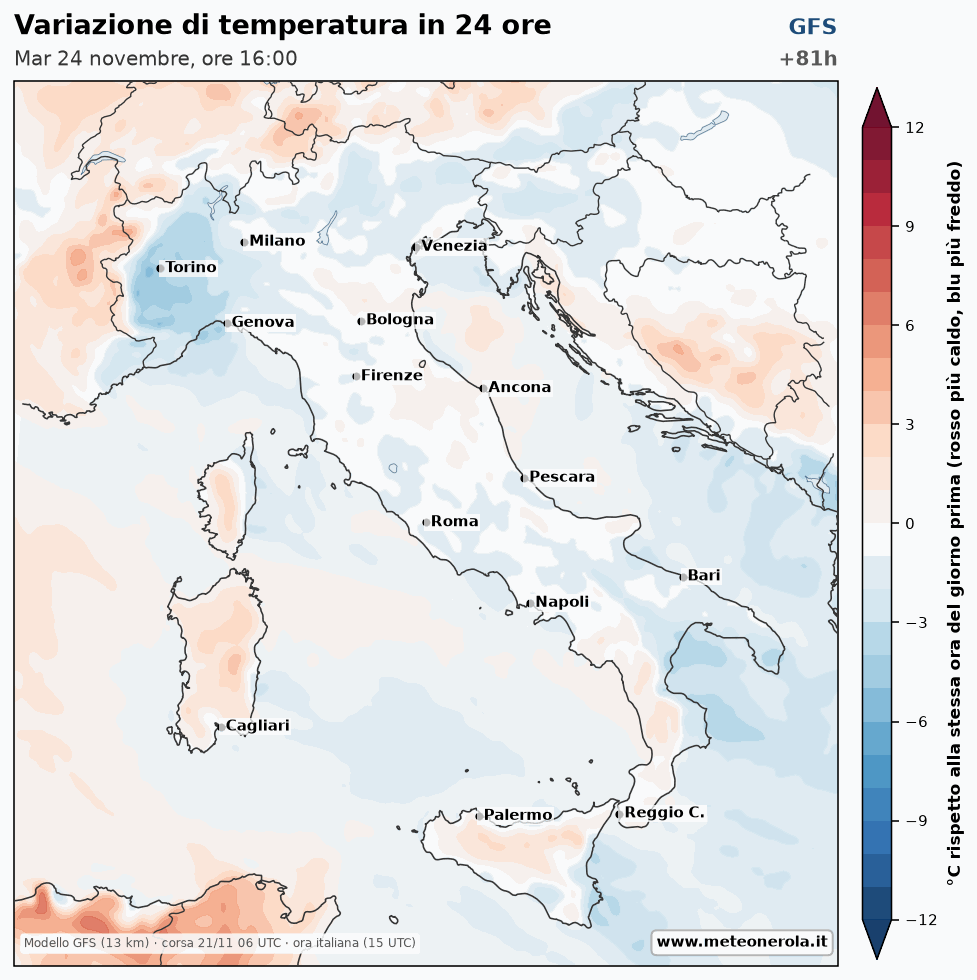 Variazione di temperatura in 24 ore
GFS
Mar 24 novembre, ore 16:00
+81h
Milano
Venezia
Torino
Genova
Bologna
Firenze
Ancona
Pescara
Roma
Bari
Napoli
Cagliari
Palermo
Reggio C.
12
9
6
3
0
−3
−6
−9
−12
°C rispetto alla stessa ora del giorno prima (rosso più caldo, blu più freddo)
Modello GFS (13 km) · corsa 21/11 06 UTC · ora italiana (15 UTC)
www.meteonerola.it